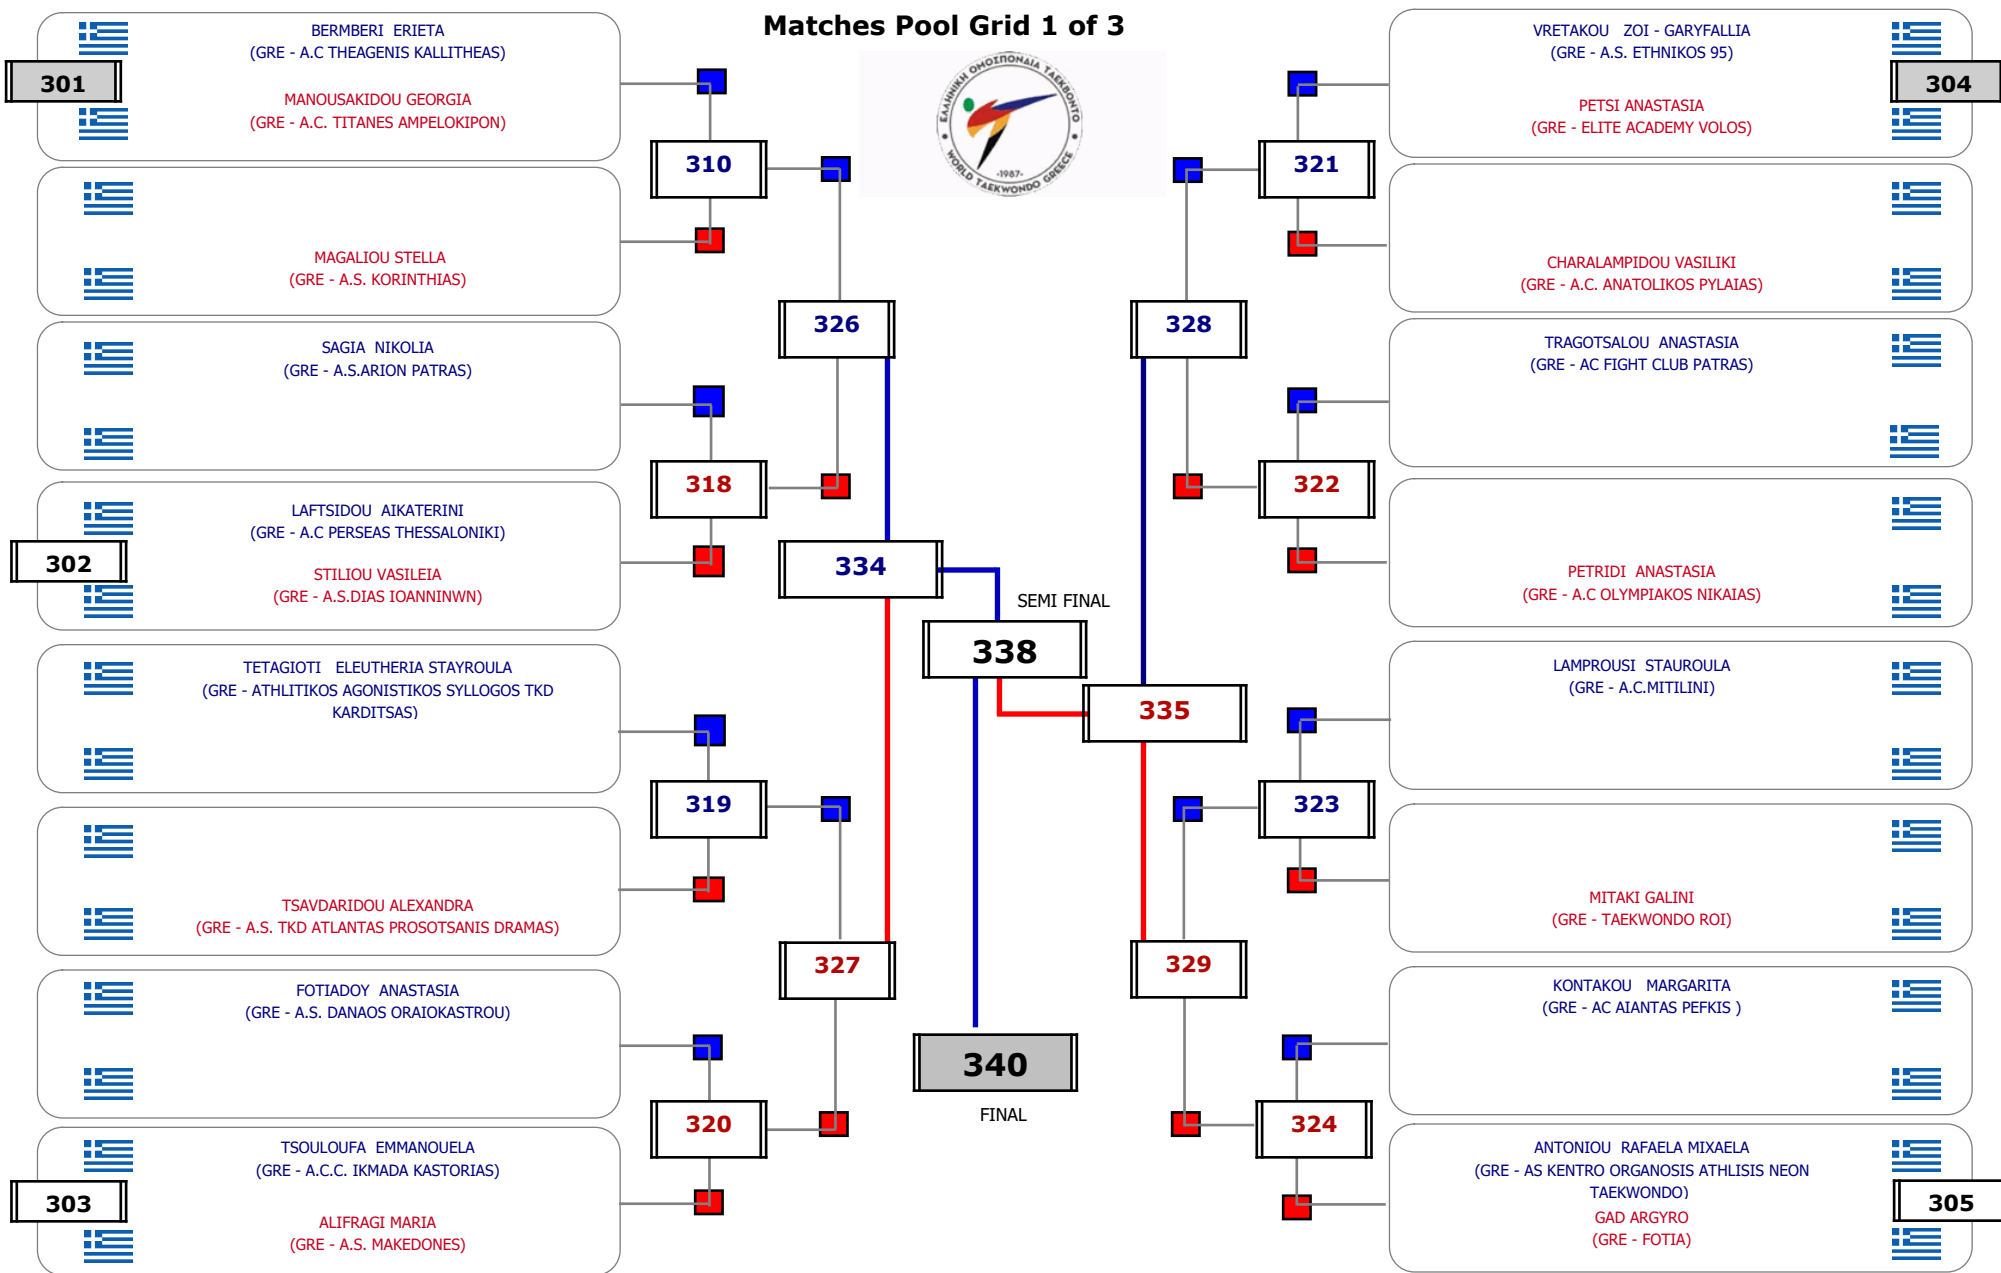 Matches Pool Grid 1 of 3
ΕΛΛΗΝΙΚΗ ΟΜΟΣΠΟΝΔΙΑ ΤΑΕΚΒΟΝΤΟ
WORLD TAEKWONDO GREECE
·1987·
301
BERMBERI ERIETA
(GRE - A.C THEAGENIS KALLITHEAS)
MANOUSAKIDOU GEORGIA
(GRE - A.C. TITANES AMPELOKIPON)
310
MAGALIOU STELLA
(GRE - A.S. KORINTHIAS)
326
SAGIA NIKOLIA
(GRE - A.S.ARION PATRAS)
318
302
LAFTSIDOU AIKATERINI
(GRE - A.C PERSEAS THESSALONIKI)
STILIOU VASILEIA
(GRE - A.S.DIAS IOANNINWN)
334
TETAGIOTI ELEUTHERIA STAYROULA
(GRE - ATHLITIKOS AGONISTIKOS SYLLOGOS TKD
KARDITSAS)
319
TSAVDARIDOU ALEXANDRA
(GRE - A.S. TKD ATLANTAS PROSOTSANIS DRAMAS)
327
FOTIADOY ANASTASIA
(GRE - A.S. DANAOS ORAIOKASTROU)
320
303
TSOULOUFA EMMANOUELA
(GRE - A.C.C. IKMADA KASTORIAS)
ALIFRAGI MARIA
(GRE - A.S. MAKEDONES)
SEMI FINAL
338
335
340
FINAL
VRETAKOU ZOI - GARYFALLIA
(GRE - A.S. ETHNIKOS 95)
304
PETSI ANASTASIA
(GRE - ELITE ACADEMY VOLOS)
321
CHARALAMPIDOU VASILIKI
(GRE - A.C. ANATOLIKOS PYLAIAS)
328
TRAGOTSALOU ANASTASIA
(GRE - AC FIGHT CLUB PATRAS)
322
PETRIDI ANASTASIA
(GRE - A.C OLYMPIAKOS NIKAIAS)
LAMPROUSI STAUROULA
(GRE - A.C.MITILINI)
323
MITAKI GALINI
(GRE - TAEKWONDO ROI)
329
KONTAKOU MARGARITA
(GRE - AC AIANTAS PEFKIS )
324
ANTONIOU RAFAELA MIXAELA
(GRE - AS KENTRO ORGANOSIS ATHLISIS NEON
TAEKWONDO)
305
GAD ARGYRO
(GRE - FOTIA)